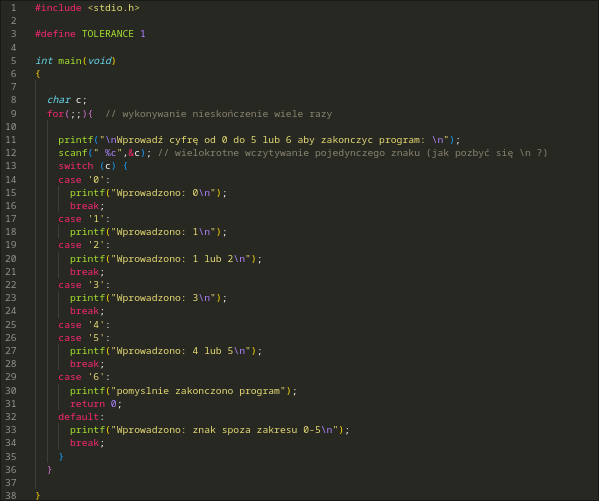 1 #include <stdio.h>
2
3 #define TOLERANCE 1
4
5 int main(void)
6 {
7
8 char c;
9 for(;;){ // wykonywanie nieskończenie wiele razy
10
11 printf("\nWprowadź cyfrę od 0 do 5 lub 6 aby zakonczyc program: \n");
12 scanf(" %c",&c); // wielokrotne wczytywanie pojedynczego znaku (jak pozbyć się \n ?)
13 switch (c) {
14 case '0':
15 printf("Wprowadzono: 0\n");
16 break;
17 case '1':
18 printf("Wprowadzono: 1\n");
19 case '2':
20 printf("Wprowadzono: 1 lub 2\n");
21 break;
22 case '3':
23 printf("Wprowadzono: 3\n");
24 break;
25 case '4':
26 case '5':
27 printf("Wprowadzono: 4 lub 5\n");
28 break;
29 case '6':
30 printf("pomyslnie zakonczono program");
31 return 0;
32 default:
33 printf("Wprowadzono: znak spoza zakresu 0-5\n");
34 break;
35 }
36 }
37
38 }